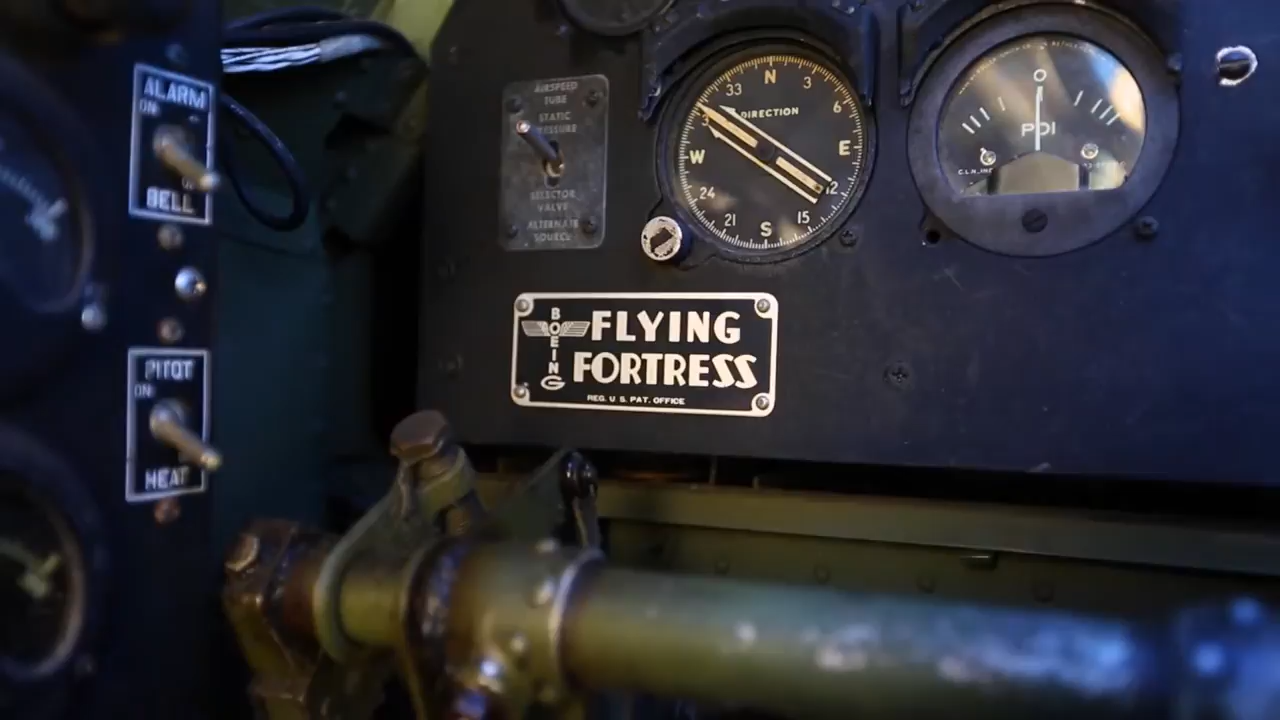 ALARM
ON
BELL
PITOT
ON
HEAT
AIRSPEED
TUBE
STATIC
PRESSURE
SELECTOR
VALVE
ALTERNATE
SOURCE
N
3
6
E
12
15
S
21
24
W
33
DIRECTION
0
PDI
BOEING
FLYING
FORTRESS
REG. U S. PAT. OFFICE